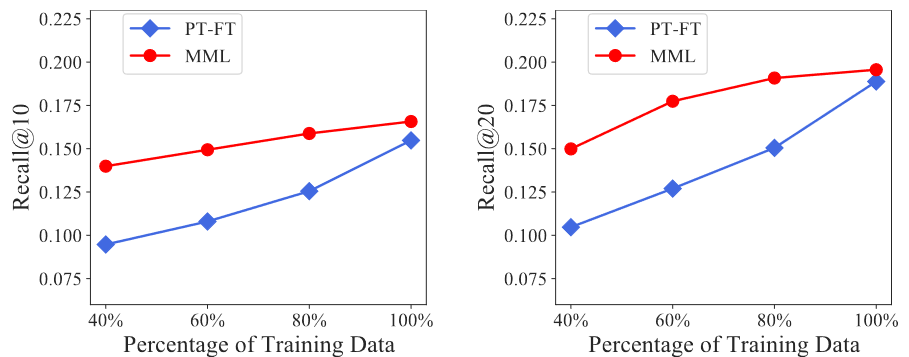 0.225
0.200
0.175
0.150
0.125
0.100
0.075
Recall@10
PT-FT
MML
40%
60%
80%
100%
Percentage of Training Data
0.225
0.200
0.175
0.150
0.125
0.100
0.075
Recall@20
PT-FT
MML
40%
60%
80%
100%
Percentage of Training Data